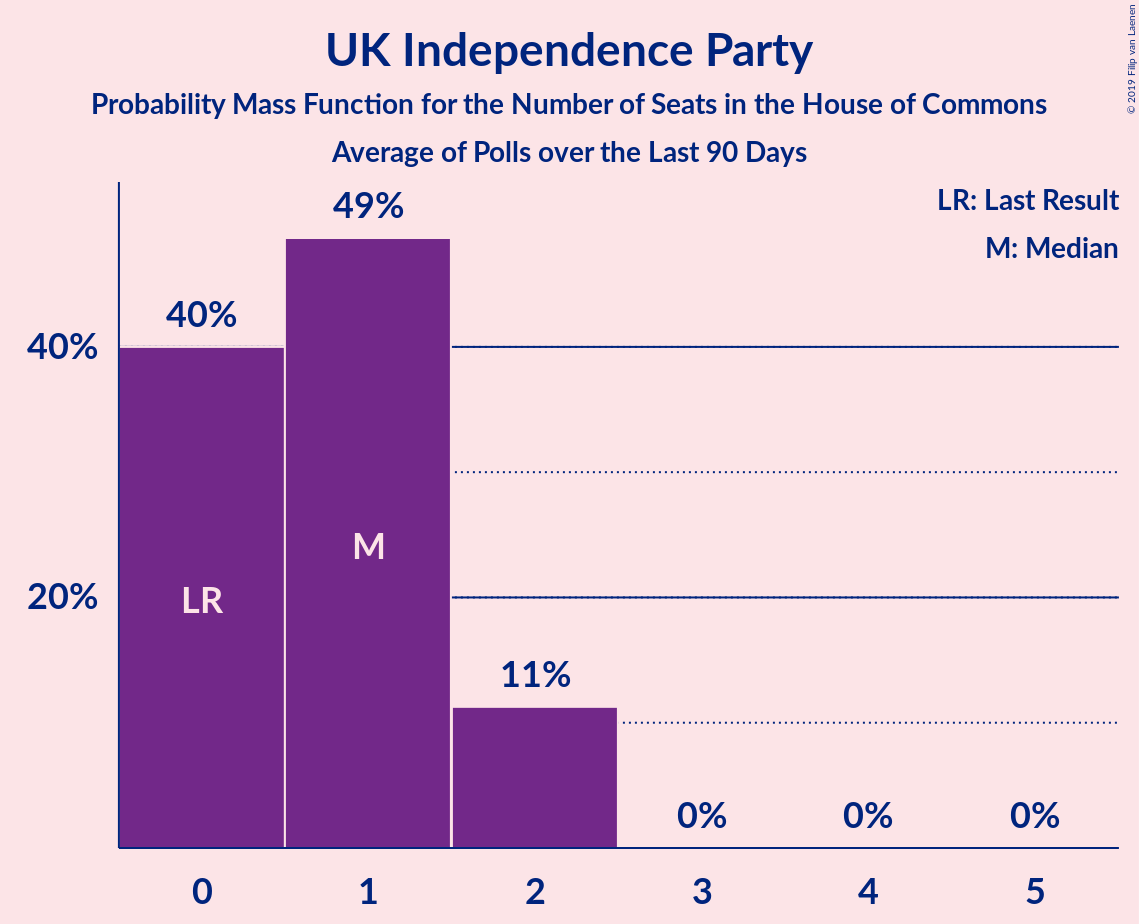 UK Independence Party
Probability Mass Function for the Number of Seats in the House of Commons
Average of Polls over the Last 90 Days
© 2019 Filip van Laenen
LR: Last Result
M: Median
49%
40%
40%
M
20%
LR
11%
0%
0%
0%
0
1
2
3
4
5